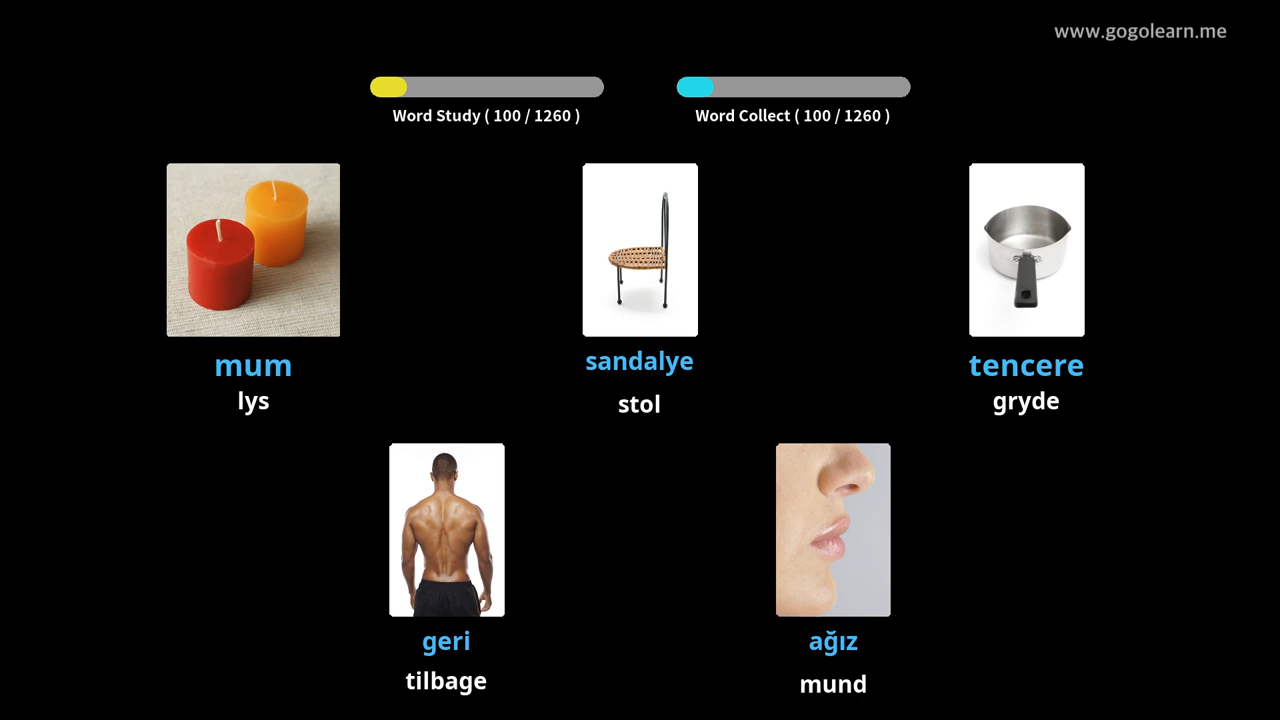 www.gogolearn.me
Word Study ( 100 / 1260 )
Word Collect ( 100 / 1260 )
mum
lys
sandalye
stol
tencere
gryde
geri
tilbage
ağız
mund